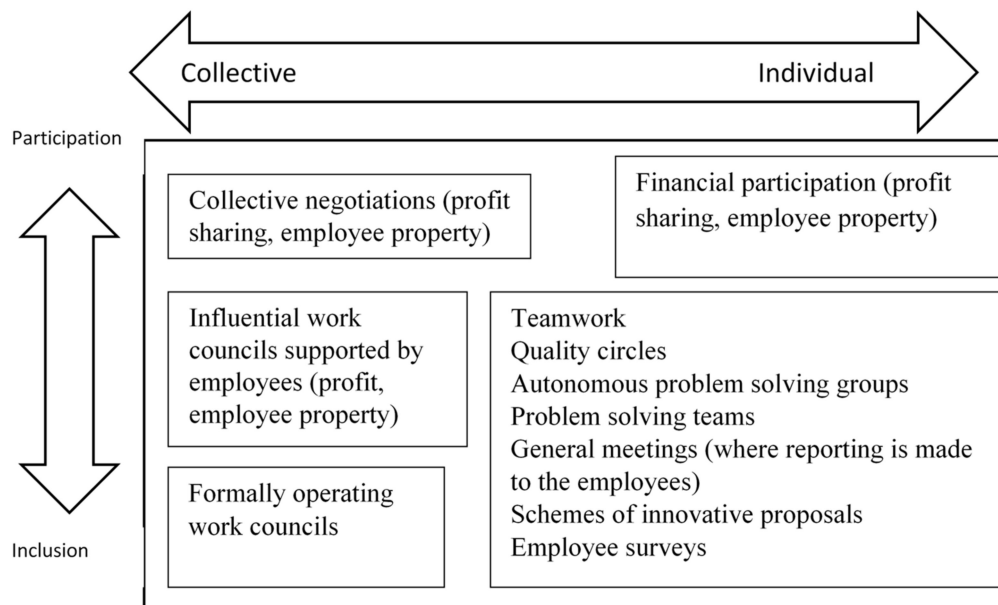 Collective
Individual
Participation
Collective negotiations (profit
sharing, employee property)
Financial participation (profit
sharing, employee property)
Influential work
councils supported by
employees (profit,
employee property)
Teamwork
Quality circles
Autonomous problem solving groups
Problem solving teams
General meetings (where reporting is made
to the employees)
Schemes of innovative proposals
Employee surveys
Formally operating
work councils
Inclusion